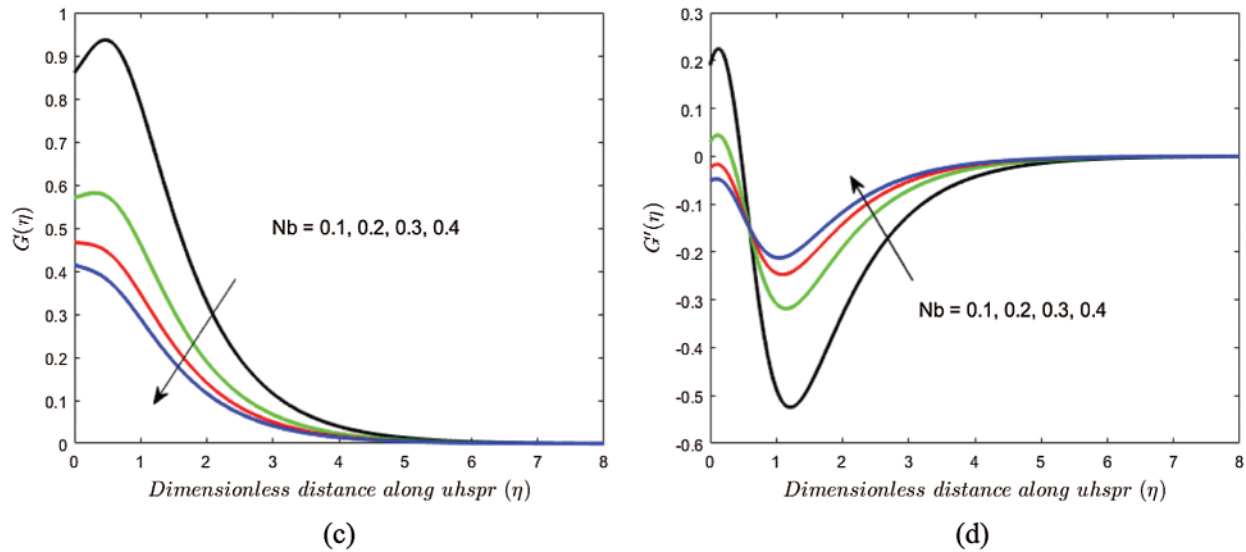 1
0.9
0.8
0.7
0.6
0.5
0.4
0.3
0.2
0.1
0
G(η)
Nb = 0.1, 0.2, 0.3, 0.4
0 1 2 3 4 5 6 7 8
Dimensionless distance along uhspr (η)
(c)
0.3
0.2
0.1
0
-0.1
-0.2
-0.3
-0.4
-0.5
-0.6
G'(η)
Nb = 0.1, 0.2, 0.3, 0.4
0 1 2 3 4 5 6 7 8
Dimensionless distance along uhspr (η)
(d)